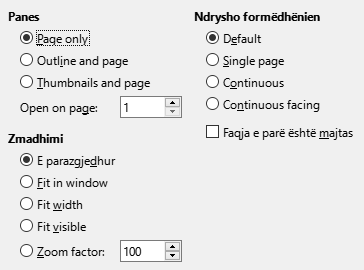 Panes
Page only
Outline and page
Thumbnails and page
Open on page: 1
Zmadhimi
E parazgjedhur
Fit in window
Fit width
Fit visible
Zoom factor: 100
Ndrysho formëdhënien
Default
Single page
Continuous
Continuous facing
Faqja e parë është majtas